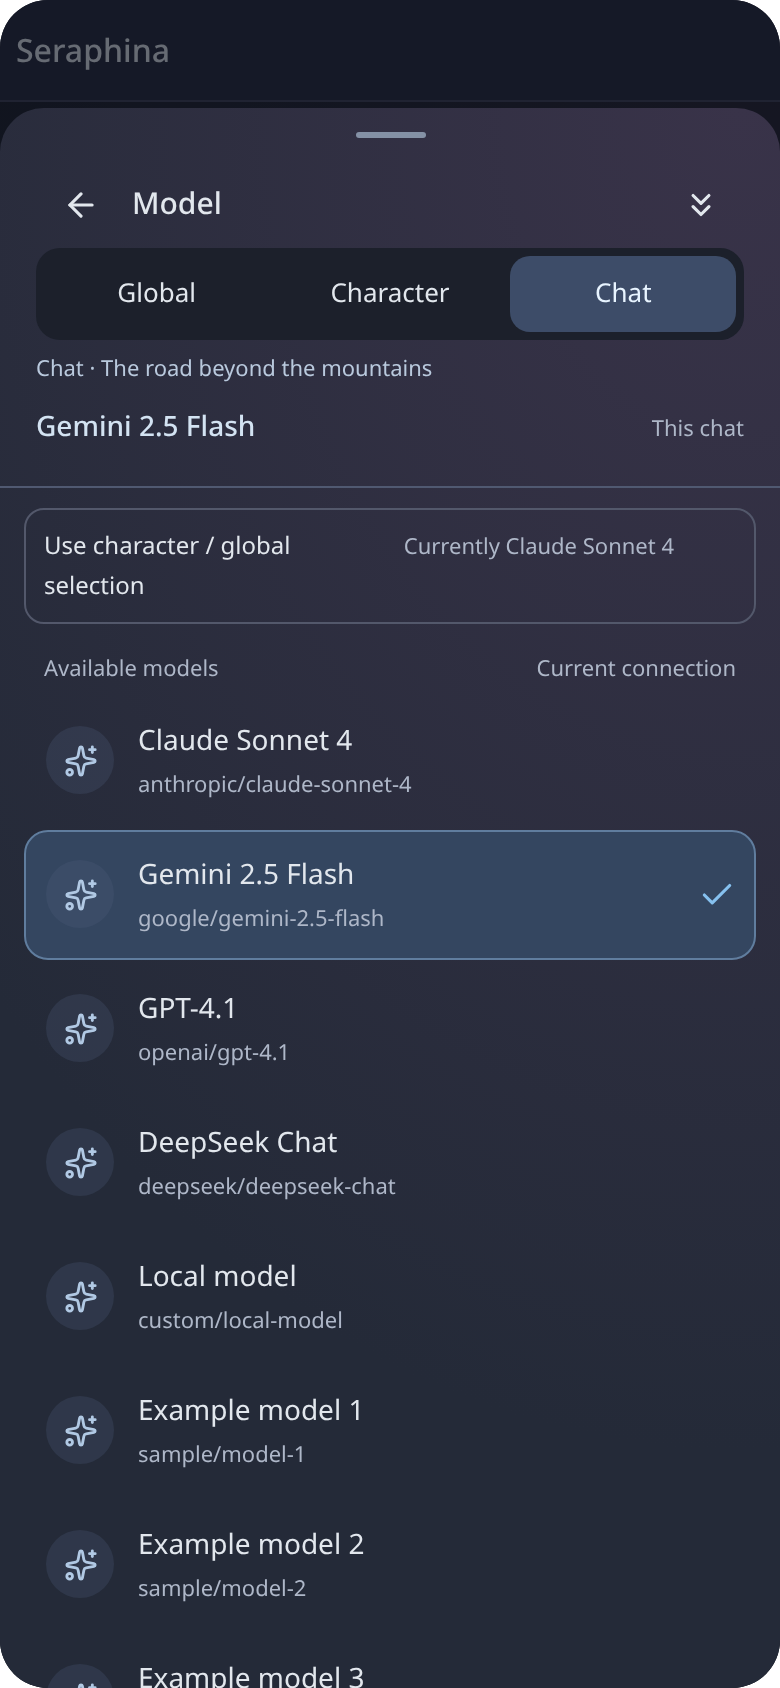 Seraphina
Model
Global Character Chat
Chat · The road beyond the mountains
Gemini 2.5 Flash This chat
Use character / global Currently Claude Sonnet 4
selection
Available models Current connection
Claude Sonnet 4
anthropic/claude-sonnet-4
Gemini 2.5 Flash
google/gemini-2.5-flash
GPT-4.1
openai/gpt-4.1
DeepSeek Chat
deepseek/deepseek-chat
Local model
custom/local-model
Example model 1
sample/model-1
Example model 2
sample/model-2
Example model 3